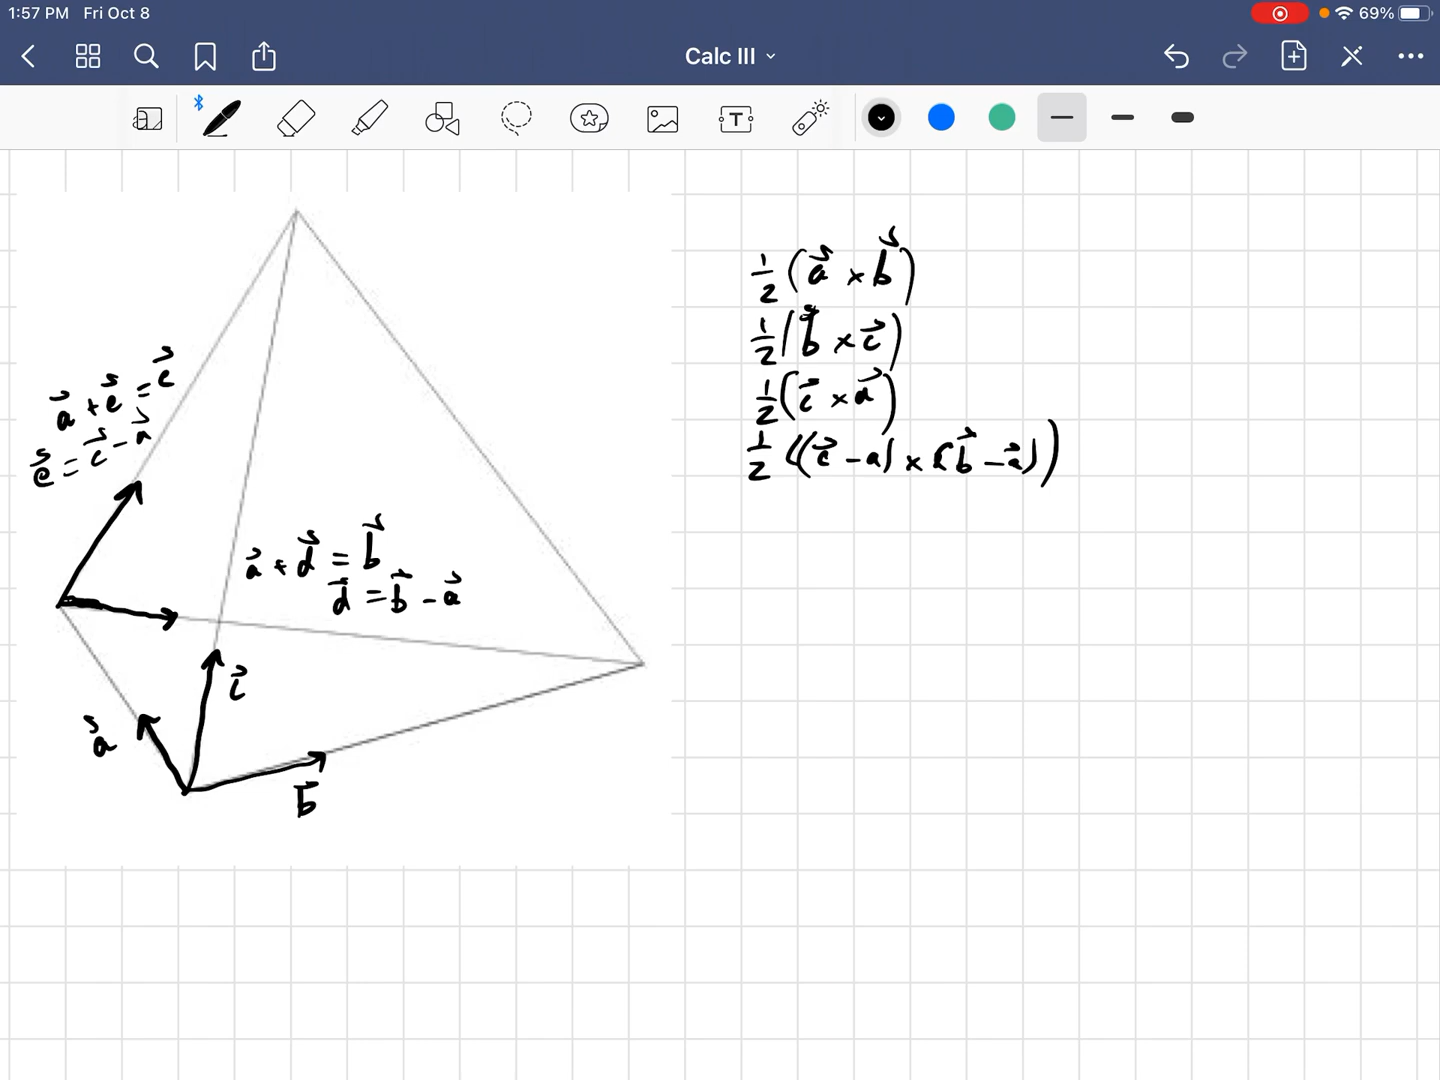 1:57 PM Fri Oct 8
69%
Calc III
a⃗ + e⃗ = c⃗
e⃗ = c⃗ - a⃗
a⃗ + d⃗ = b⃗
d⃗ = b⃗ - a⃗
c⃗
a⃗
b⃗
1/2 (a⃗ × b⃗)
1/2 (b⃗ × c⃗)
1/2 (c⃗ × a⃗)
1/2 ((c⃗ - a) × (b⃗ - a⃗))